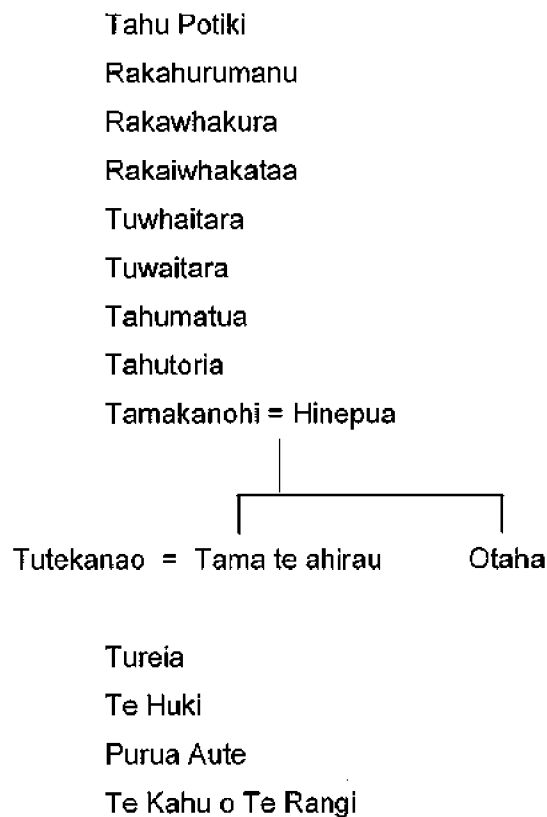 Tahu Potiki
Rakahurumanu
Rakawhakura
Rakaiwhakataa
Tuwhaitara
Tuwaitara
Tahumatua
Tahutoria
Tamakanohi = Hinepua
Tutekanao = Tama te ahirau Otaha
Tureia
Te Huki
Purua Aute
Te Kahu o Te Rangi